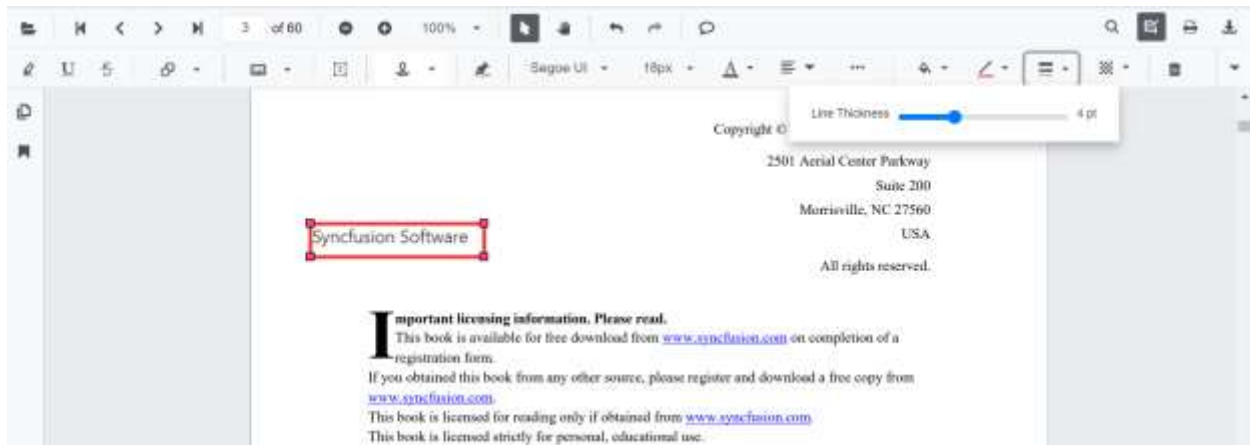 3 of 60 100%
U S Segoe UI 18px A ...
Line Thickness 4 pt
Copyright ©
2501 Aerial Center Parkway
Suite 200
Morrisville, NC 27560
USA
Syncfusion Software
All rights reserved.
Important licensing information. Please read.
This book is available for free download from www.syncfusion.com on completion of a
registration form.
If you obtained this book from any other source, please register and download a free copy from
www.syncfusion.com.
This book is licensed for reading only if obtained from www.syncfusion.com.
This book is licensed strictly for personal, educational use.